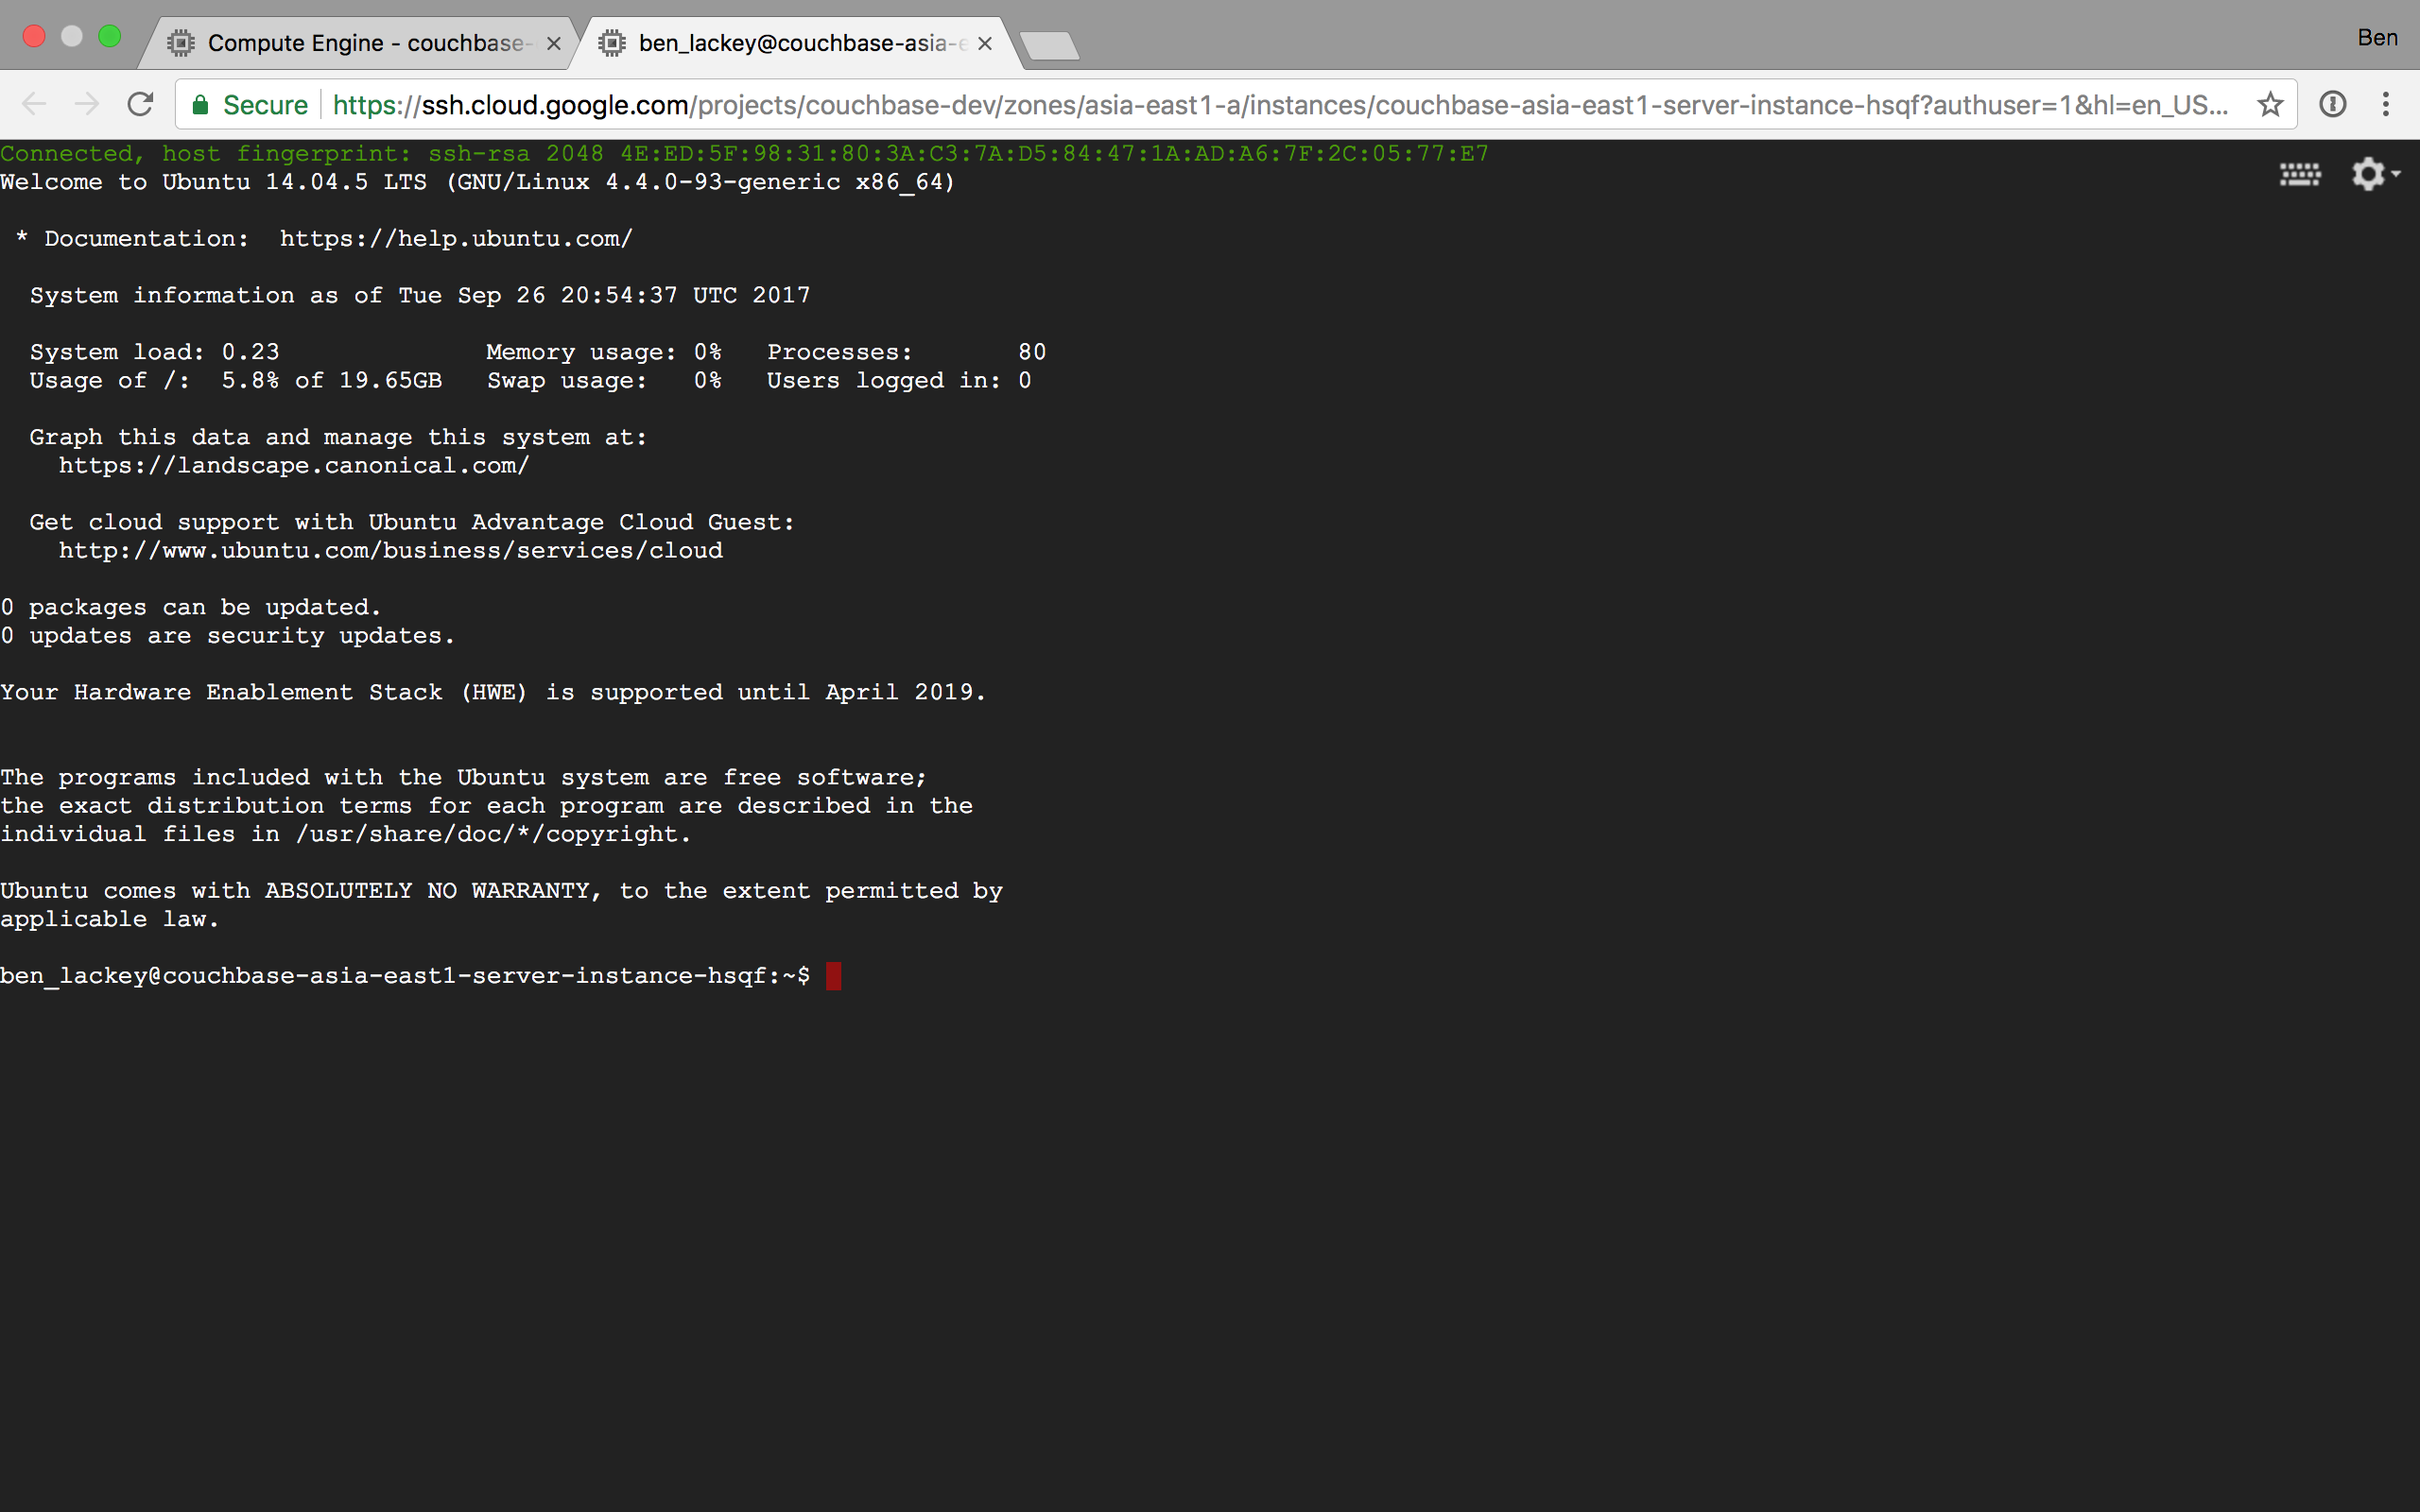 Compute Engine - couchbase-
ben_lackey@couchbase-asia-e
Ben
Secure https://ssh.cloud.google.com/projects/couchbase-dev/zones/asia-east1-a/instances/couchbase-asia-east1-server-instance-hsqf?authuser=1&hl=en_US...
Connected, host fingerprint: ssh-rsa 2048 4E:ED:5F:98:31:80:3A:C3:7A:D5:84:47:1A:AD:A6:7F:2C:05:77:E7
Welcome to Ubuntu 14.04.5 LTS (GNU/Linux 4.4.0-93-generic x86_64)
* Documentation:  https://help.ubuntu.com/
System information as of Tue Sep 26 20:54:37 UTC 2017
System load: 0.23 Memory usage: 0% Processes: 80
Usage of /: 5.8% of 19.65GB Swap usage: 0% Users logged in: 0
Graph this data and manage this system at:
https://landscape.canonical.com/
Get cloud support with Ubuntu Advantage Cloud Guest:
http://www.ubuntu.com/business/services/cloud
0 packages can be updated.
0 updates are security updates.
Your Hardware Enablement Stack (HWE) is supported until April 2019.
The programs included with the Ubuntu system are free software;
the exact distribution terms for each program are described in the
individual files in /usr/share/doc/*/copyright.
Ubuntu comes with ABSOLUTELY NO WARRANTY, to the extent permitted by
applicable law.
ben_lackey@couchbase-asia-east1-server-instance-hsqf:~$